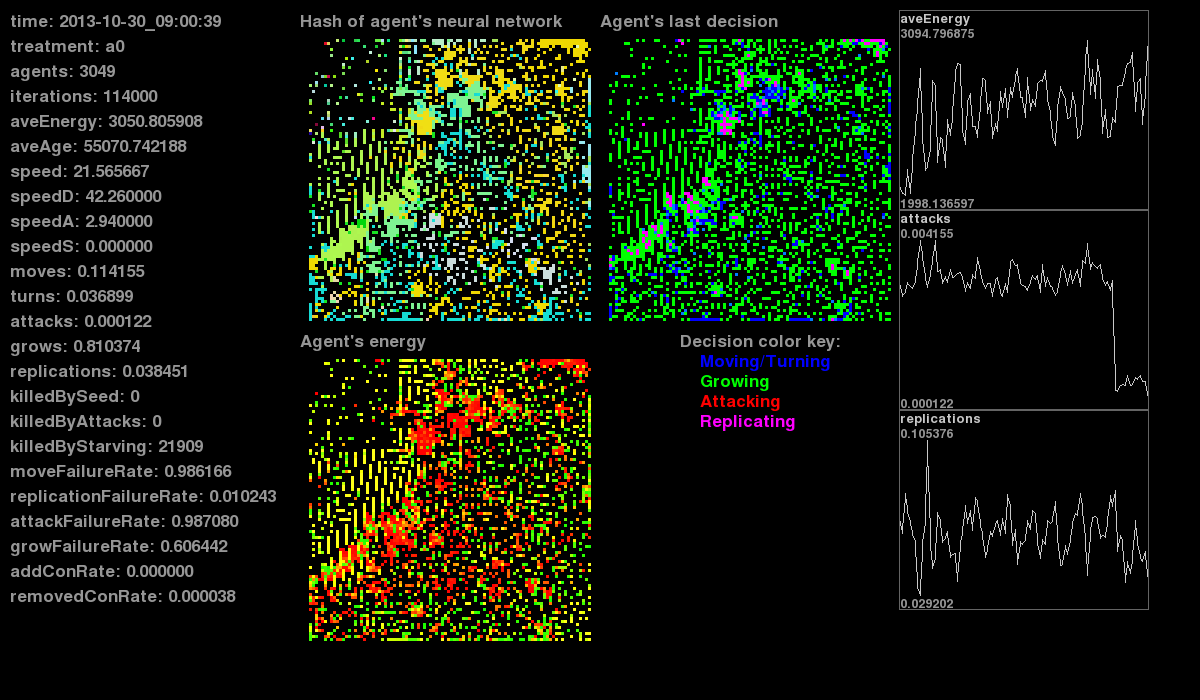 time: 2013-10-30_09:00:39
treatment: a0
agents: 3049
iterations: 114000
aveEnergy: 3050.805908
aveAge: 55070.742188
speed: 21.565667
speedD: 42.260000
speedA: 2.940000
speedS: 0.000000
moves: 0.114155
turns: 0.036899
attacks: 0.000122
grows: 0.810374
replications: 0.038451
killedBySeed: 0
killedByAttacks: 0
killedByStarving: 21909
moveFailureRate: 0.986166
replicationFailureRate: 0.010243
attackFailureRate: 0.987080
growFailureRate: 0.606442
addConRate: 0.000000
removedConRate: 0.000038
Hash of agent's neural network
Agent's last decision
Agent's energy
Decision color key:
Moving/Turning
Growing
Attacking
Replicating
aveEnergy
3094.796875
1998.136597
attacks
0.004155
0.000122
replications
0.105376
0.029202